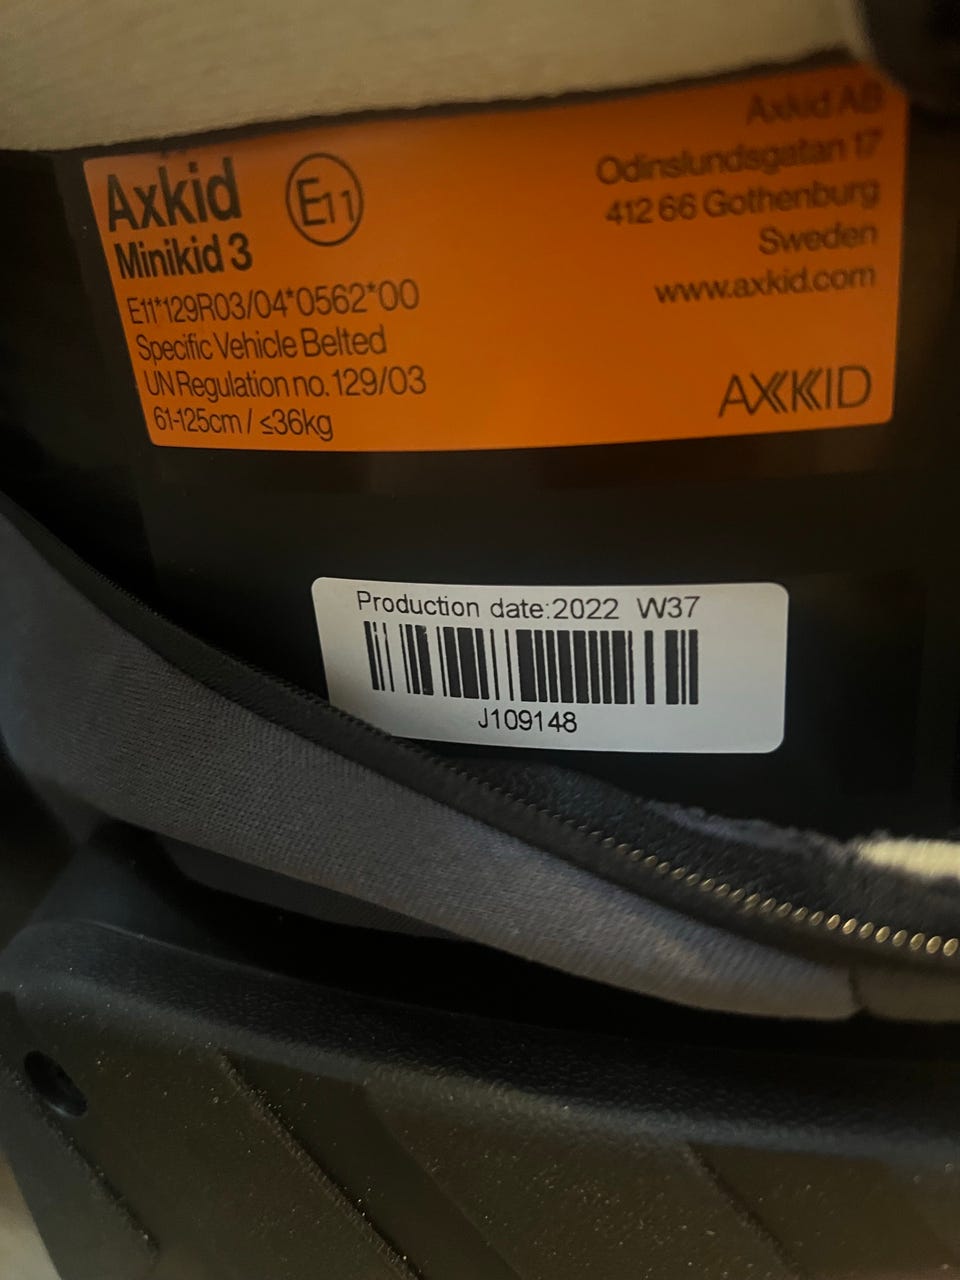 Axkid
Minikid 3
E11
E11*129R03/04*0562*00
Specific Vehicle Belted
UN Regulation no. 129/03
61-125cm / ≤36kg
Axkid AB
Odinslundsgatan 17
412 66 Gothenburg
Sweden
www.axkid.com
AXKID
Production date:2022 W37
J109148